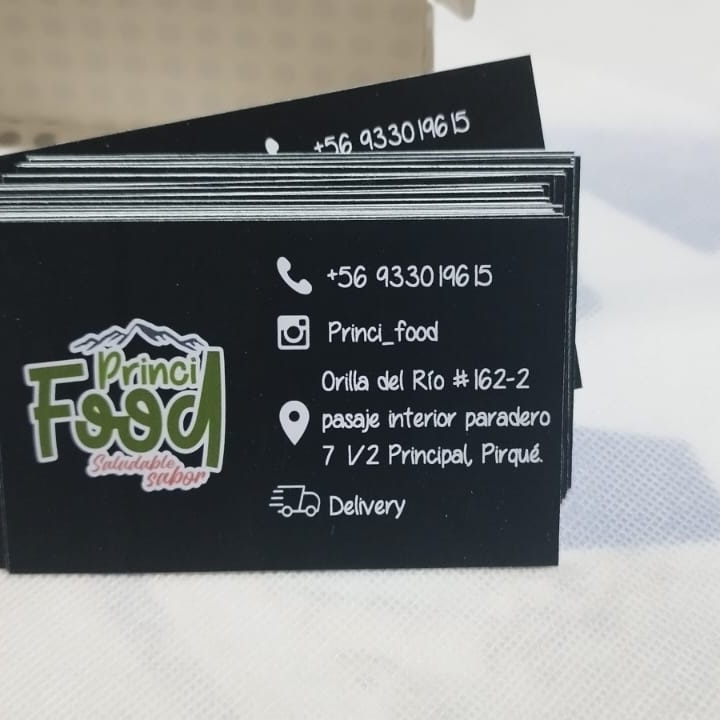 +56 933019615
+56 933019615
Princi_food
Orilla del Río #162-2
pasaje interior paradero
7 1/2 Principal, Pirqué.
Delivery
Princi
Food
Saludable
sabor